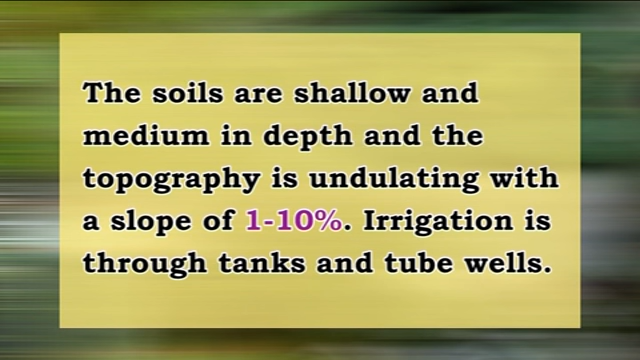 The soils are shallow and
medium in depth and the
topography is undulating with
a slope of 1-10%. Irrigation is
through tanks and tube wells.